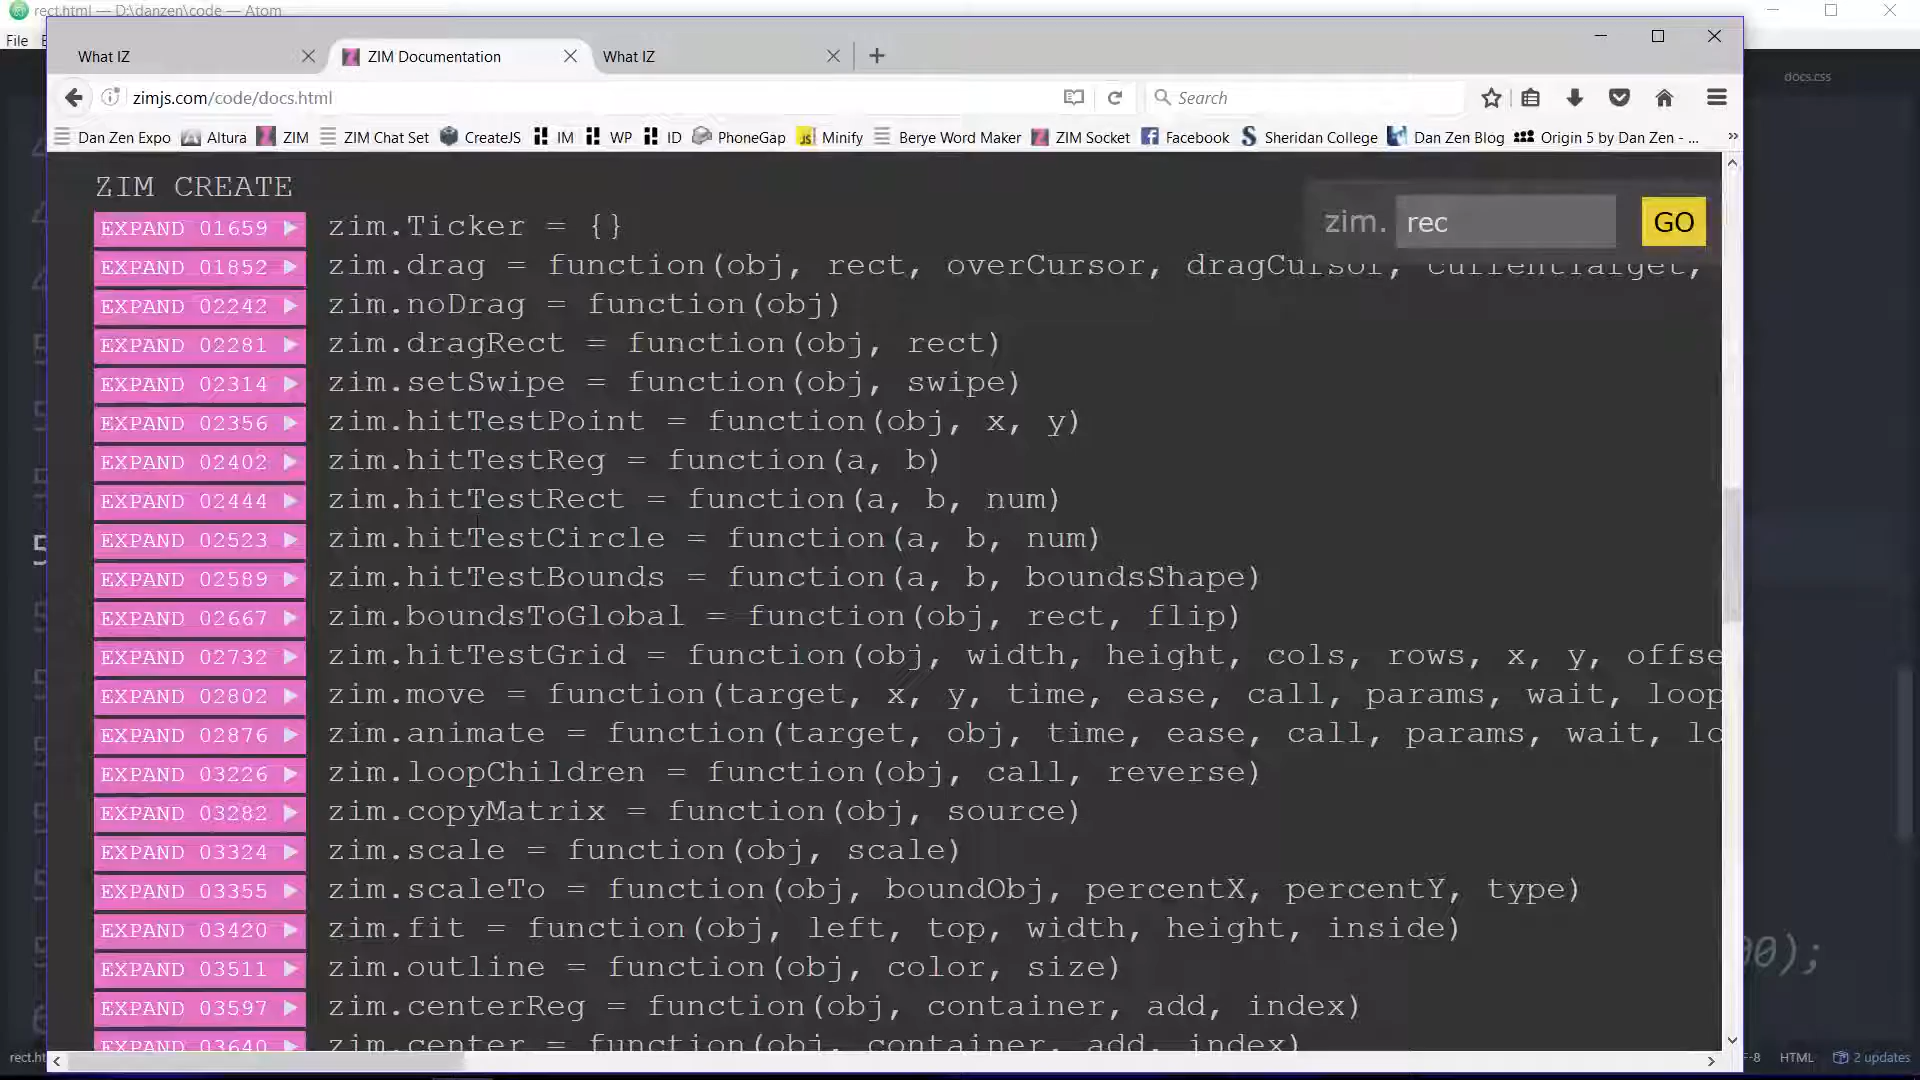 rect.html — D:\danzen\code — Atom
File
What IZ
ZIM Documentation
What IZ
docs.css
zimjs.com/code/docs.html
Search
Dan Zen Expo
Altura
ZIM
ZIM Chat Set
CreateJS
IM
WP
ID
PhoneGap
Minify
Berye Word Maker
ZIM Socket
Facebook
Sheridan College
Dan Zen Blog
Origin 5 by Dan Zen - ...
ZIM CREATE
zim. rec GO
EXPAND 01659 zim.Ticker = {}
EXPAND 01852 zim.drag = function(obj, rect, overCursor, dragCursor, currentTarget,
EXPAND 02242 zim.noDrag = function(obj)
EXPAND 02281 zim.dragRect = function(obj, rect)
EXPAND 02314 zim.setSwipe = function(obj, swipe)
EXPAND 02356 zim.hitTestPoint = function(obj, x, y)
EXPAND 02402 zim.hitTestReg = function(a, b)
EXPAND 02444 zim.hitTestRect = function(a, b, num)
EXPAND 02523 zim.hitTestCircle = function(a, b, num)
EXPAND 02589 zim.hitTestBounds = function(a, b, boundsShape)
EXPAND 02667 zim.boundsToGlobal = function(obj, rect, flip)
EXPAND 02732 zim.hitTestGrid = function(obj, width, height, cols, rows, x, y, offse
EXPAND 02802 zim.move = function(target, x, y, time, ease, call, params, wait, loop
EXPAND 02876 zim.animate = function(target, obj, time, ease, call, params, wait, lo
EXPAND 03226 zim.loopChildren = function(obj, call, reverse)
EXPAND 03282 zim.copyMatrix = function(obj, source)
EXPAND 03324 zim.scale = function(obj, scale)
EXPAND 03355 zim.scaleTo = function(obj, boundObj, percentX, percentY, type)
EXPAND 03420 zim.fit = function(obj, left, top, width, height, inside)
EXPAND 03511 zim.outline = function(obj, color, size)
EXPAND 03597 zim.centerReg = function(obj, container, add, index)
EXPAND 03640 zim.center = function(obj, container, add, index)
00);
rect.ht
F-8
HTML
2 updates